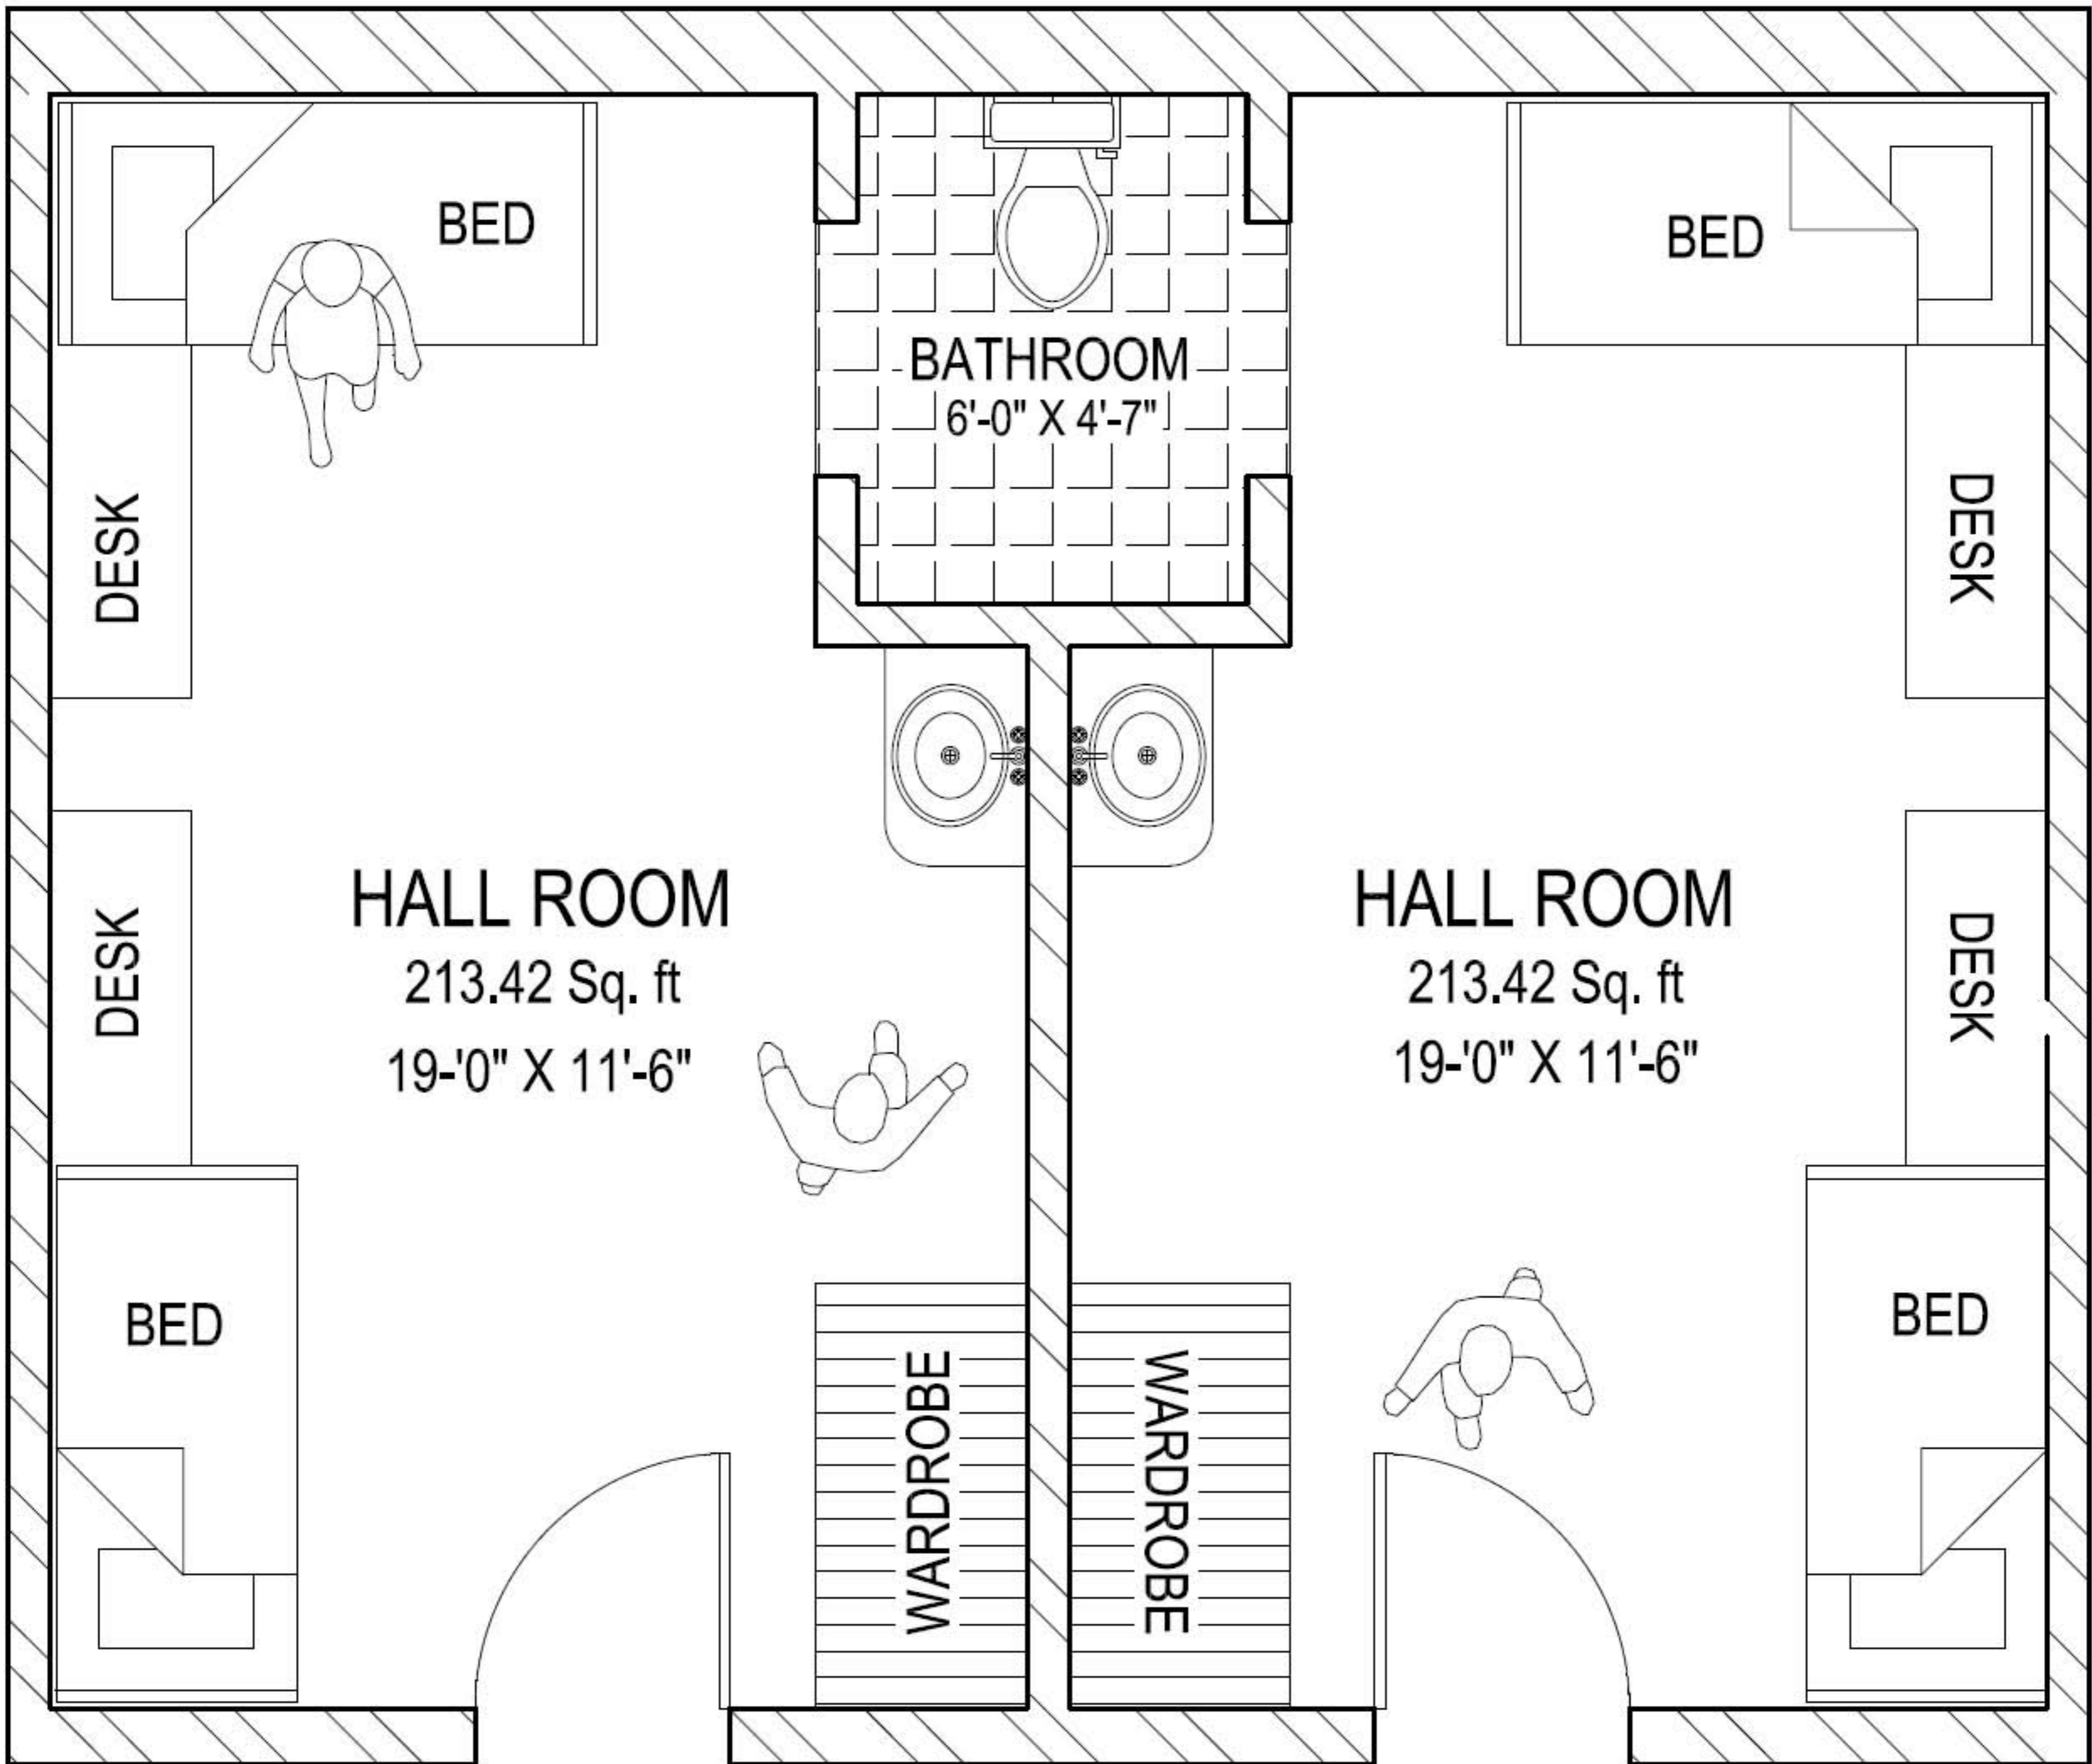 BED
BED
BATHROOM
6'-0" X 4'-7"
DESK
DESK
HALL ROOM
213.42 Sq. ft
19-'0" X 11'-6"
HALL ROOM
213.42 Sq. ft
19-'0" X 11'-6"
DESK
DESK
BED
BED
WARDROBE
WARDROBE